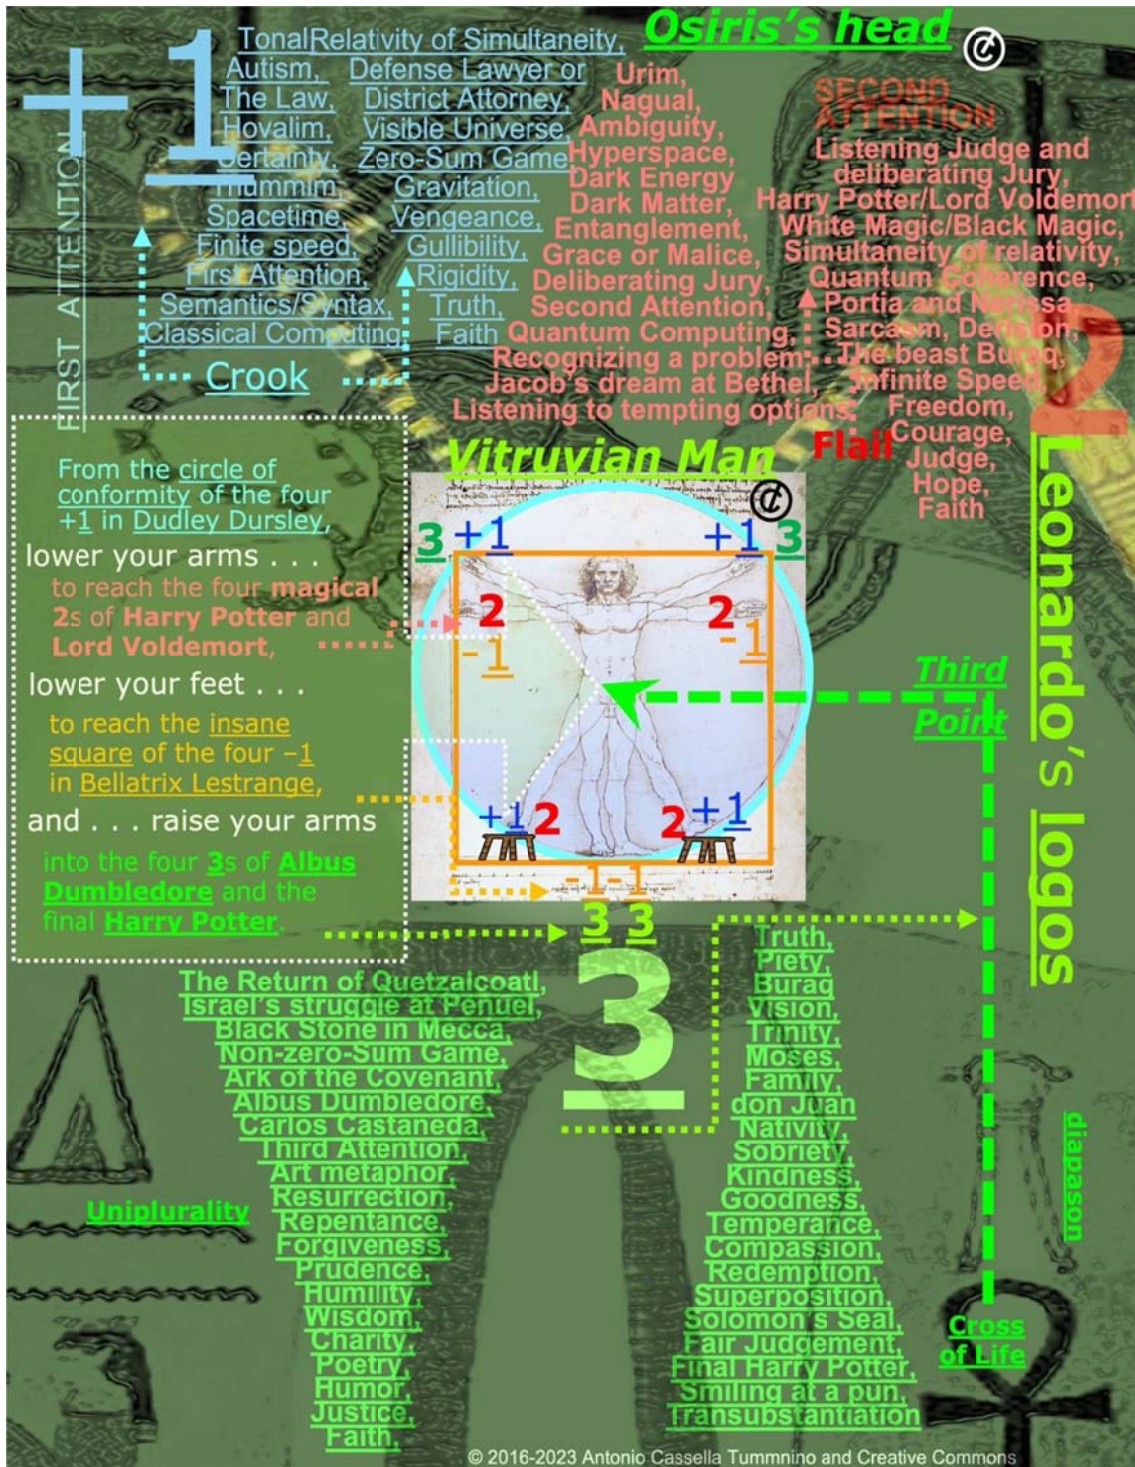 Osiris's head
+1
FIRST ATTENTION
TonalRelativity of Simultaneity,
Autism, Defense Lawyer or
The Law, District Attorney,
Hovalim, Visible Universe,
Certainty, Zero-Sum Game
Thummim, Gravitation,
Spacetime, Vengeance,
Finite speed, Gullibility,
First Attention, Rigidity,
Semantics/Syntax, Truth,
Classical Computing, Faith
Crook
Urim,
Nagual,
Ambiguity,
Hyperspace,
Dark Energy
Dark Matter,
Entanglement,
Grace or Malice,
Deliberating Jury,
Second Attention,
Quantum Computing,
Recognizing a problem
Jacob's dream at Bethel,
Listening to tempting options,
SECOND
ATTENTION
Listening Judge and
deliberating Jury,
Harry Potter/Lord Voldemort
White Magic/Black Magic,
Simultaneity of relativity,
Quantum Coherence,
Portia and Nerissa,
Sarcasm, Derision,
The beast Buraq,
Infinite Speed,
Freedom,
Courage,
Judge,
Hope,
Faith
2
Flail
Leonardo's logos
From the circle of
conformity of the four
+1 in Dudley Dursley,
lower your arms . . .
to reach the four magical
2s of Harry Potter and
Lord Voldemort,
lower your feet . . .
to reach the insane
square of the four –1
in Bellatrix Lestrange,
and . . . raise your arms
into the four 3s of Albus
Dumbledore and the
final Harry Potter.
Vitruvian Man
3 +1 +1 3
2 2
-1 -1
+1 2 2 +1
-1-1
3 3
Third
Point
3
The Return of Quetzalcoatl,
Israel's struggle at Penuel,
Black Stone in Mecca,
Non-zero-Sum Game,
Ark of the Covenant,
Albus Dumbledore,
Carlos Castaneda,
Third Attention,
Art metaphor,
Resurrection,
Repentance,
Forgiveness,
Prudence,
Humility,
Wisdom,
Charity,
Poetry,
Humor,
Justice,
Faith,
Truth,
Piety,
Buraq
Vision,
Trinity,
Moses,
Family,
don Juan
Nativity,
Sobriety,
Kindness,
Goodness,
Temperance,
Compassion,
Redemption,
Superposition,
Solomon's Seal,
Fair Judgement,
Final Harry Potter,
Smiling at a pun,
Transubstantiation
Uniplurality
diapason
Cross
of Life
© 2016-2023 Antonio Cassella Tummnino and Creative Commons